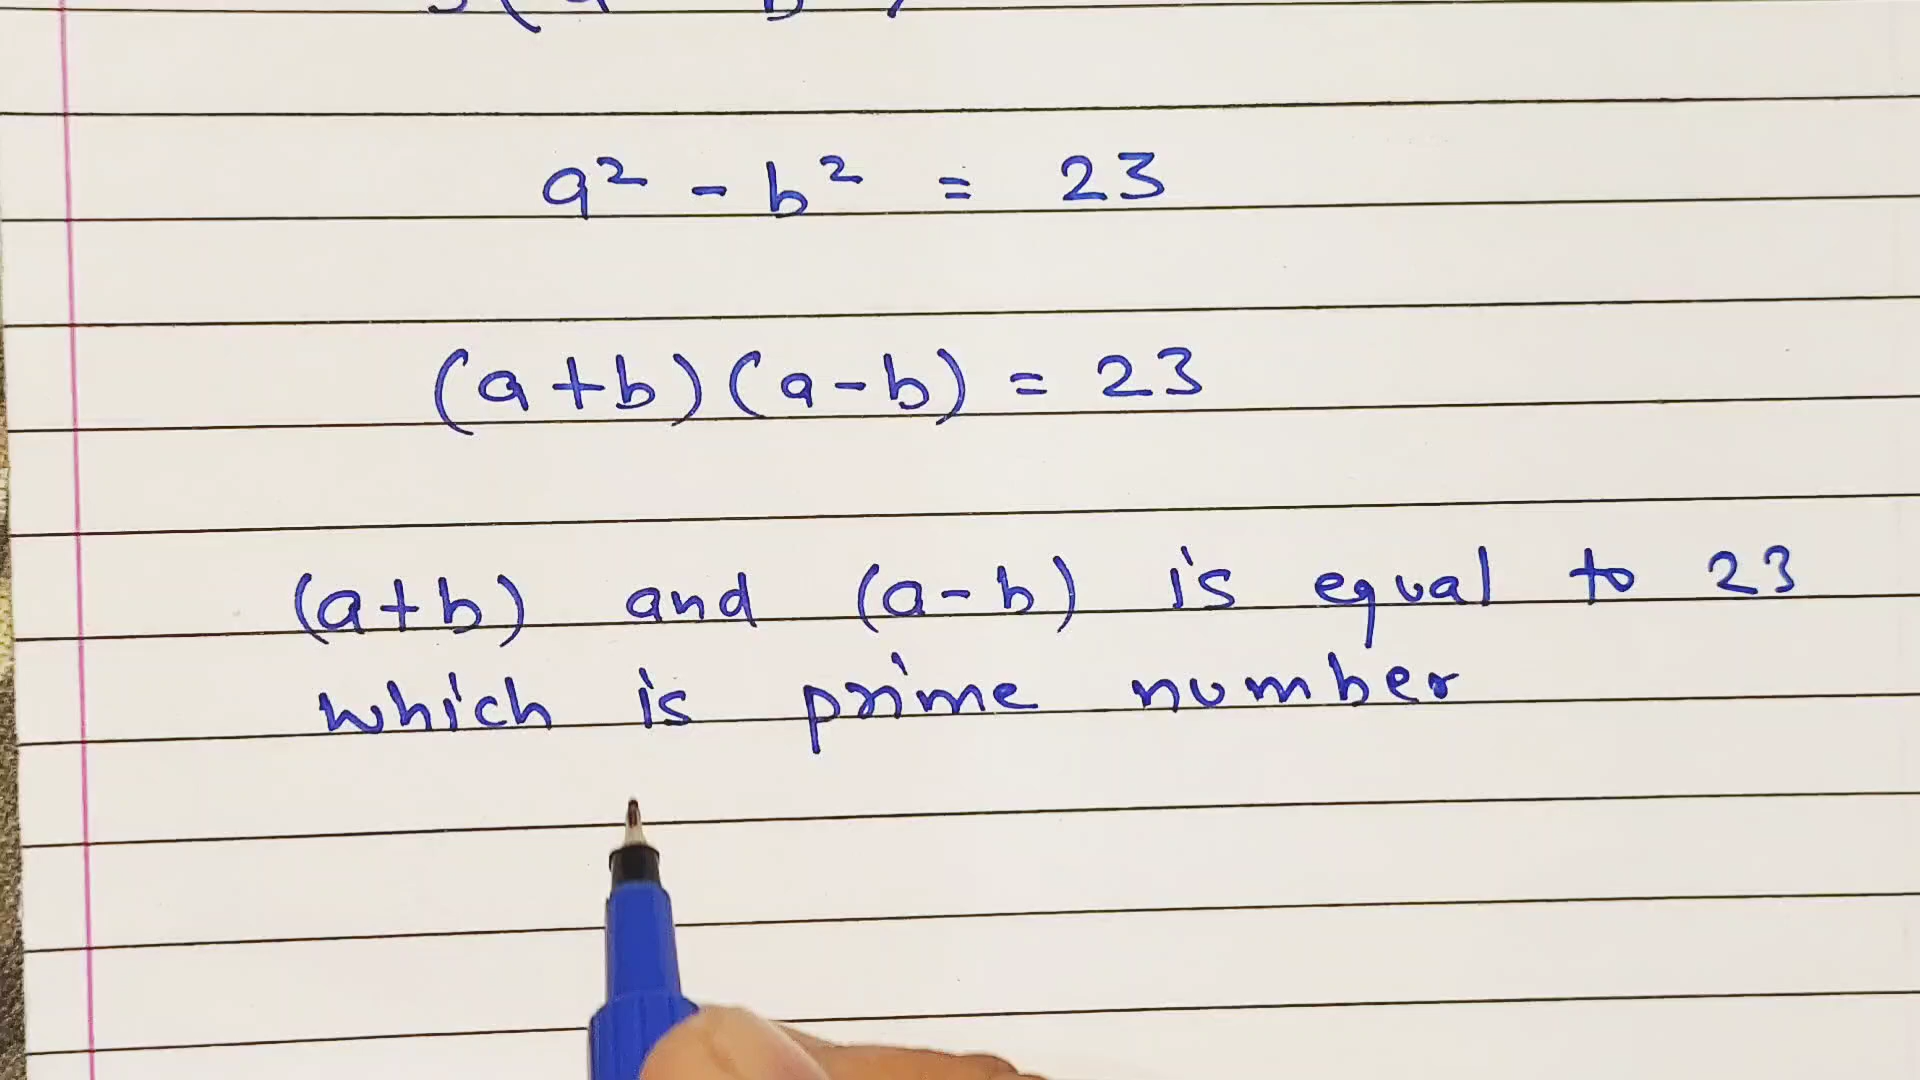 a² - b² = 23
(a+b)(a-b) = 23
(a+b) and (a-b) is equal to 23
which is prime number